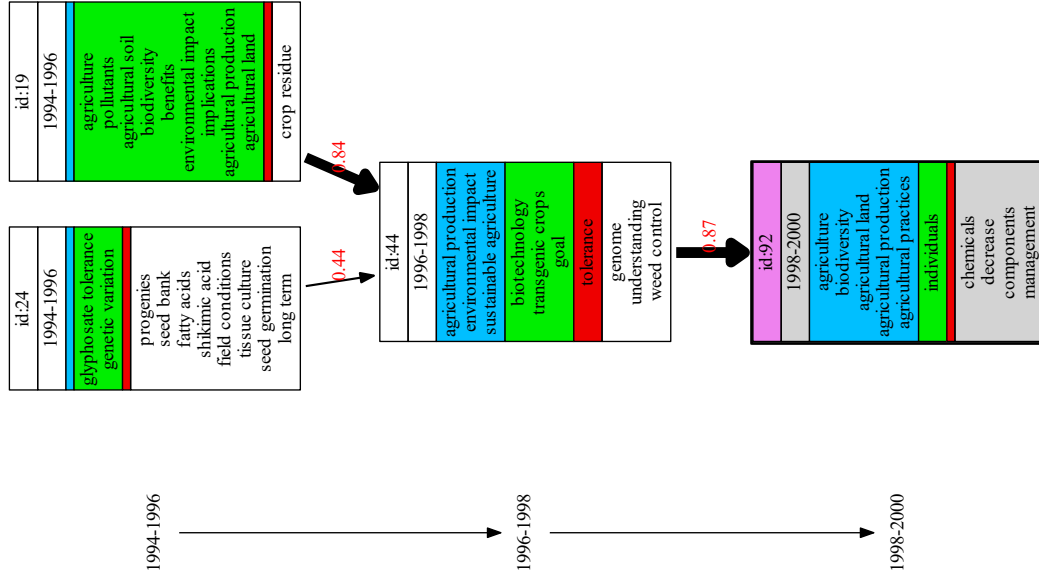 id:19
1994-1996
agriculture
pollutants
agricultural soil
biodiversity
benefits
environmental impact
implications
agricultural production
agricultural land
crop residue
id:24
1994-1996
glyphosate tolerance
genetic variation
progenies
seed bank
fatty acids
shikimic acid
field conditions
tissue culture
seed germination
long term
0.84
0.44
id:44
1996-1998
agricultural production
environmental impact
sustainable agriculture
biotechnology
transgenic crops
goal
tolerance
genome
understanding
weed control
0.87
id:92
1998-2000
agriculture
biodiversity
agricultural land
agricultural production
agricultural practices
individuals
chemicals
decrease
components
management
1994-1996
1996-1998
1998-2000